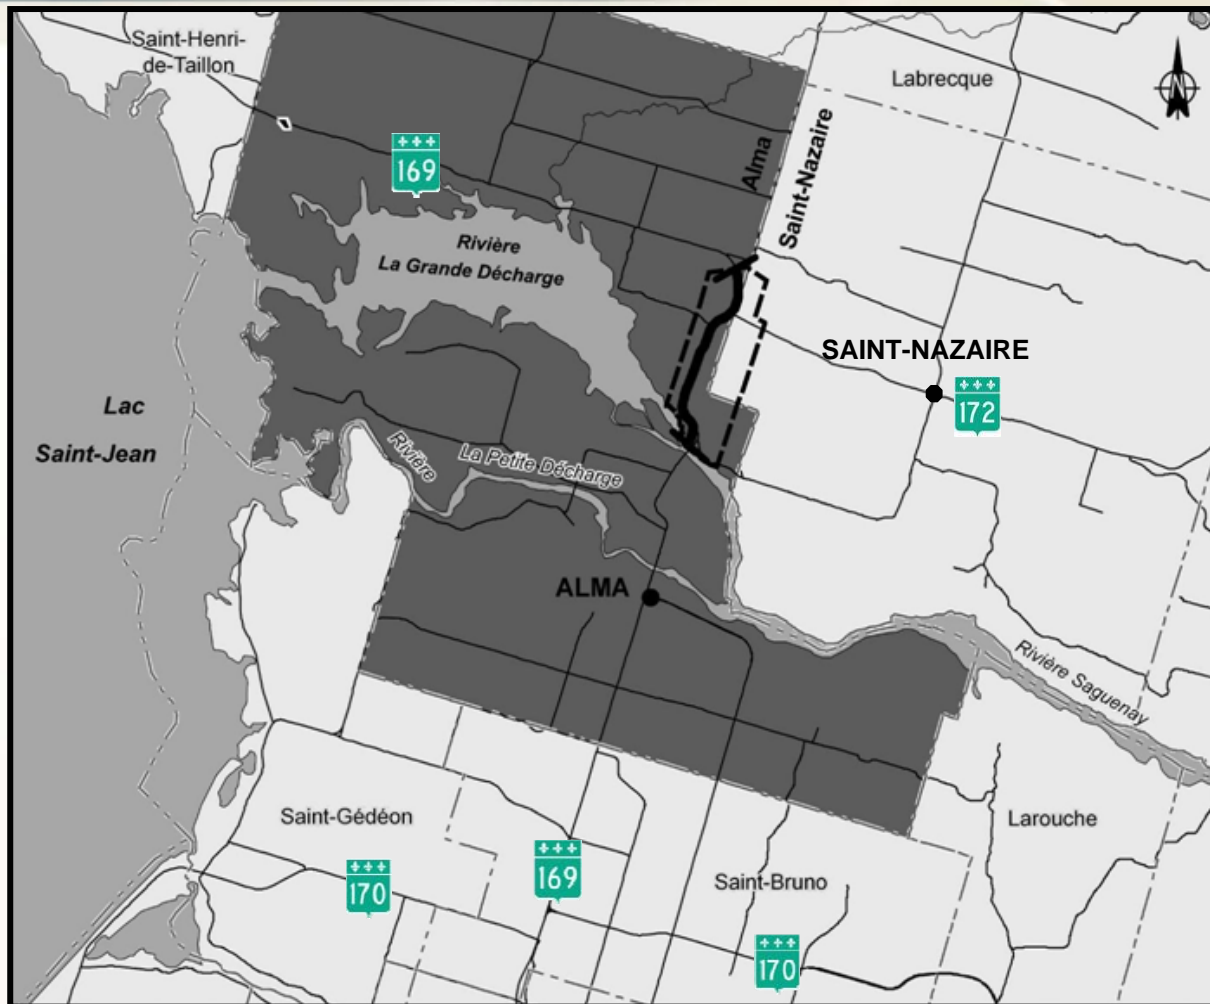 Saint-Henri-
de-Taillon
Labrecque
N
169
Alma
Saint-Nazaire
Rivière
La Grande Décharge
SAINT-NAZAIRE
172
Lac
Saint-Jean
Rivière
La Petite Décharge
ALMA
Rivière Saguenay
Saint-Gédéon
169
Larouche
170
Saint-Bruno
170